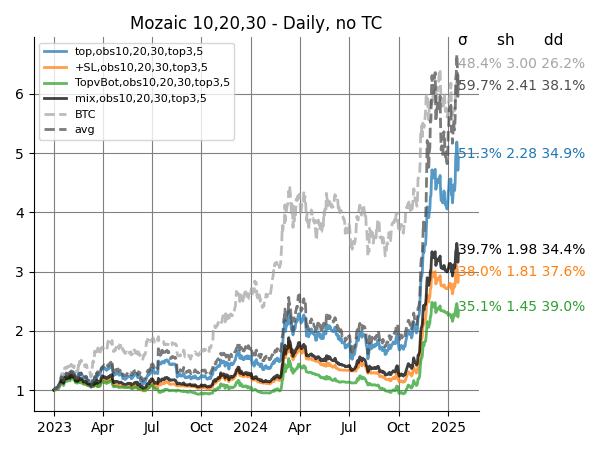 Mozaic 10,20,30 - Daily, no TC
σ sh dd
top,obs10,20,30,top3,5
+SL,obs10,20,30,top3,5
TopvBot,obs10,20,30,top3,5
mix,obs10,20,30,top3,5
BTC
avg
48.4% 3.00 26.2%
59.7% 2.41 38.1%
51.3% 2.28 34.9%
39.7% 1.98 34.4%
38.0% 1.81 37.6%
35.1% 1.45 39.0%
6
5
4
3
2
1
2023 Apr Jul Oct 2024 Apr Jul Oct 2025